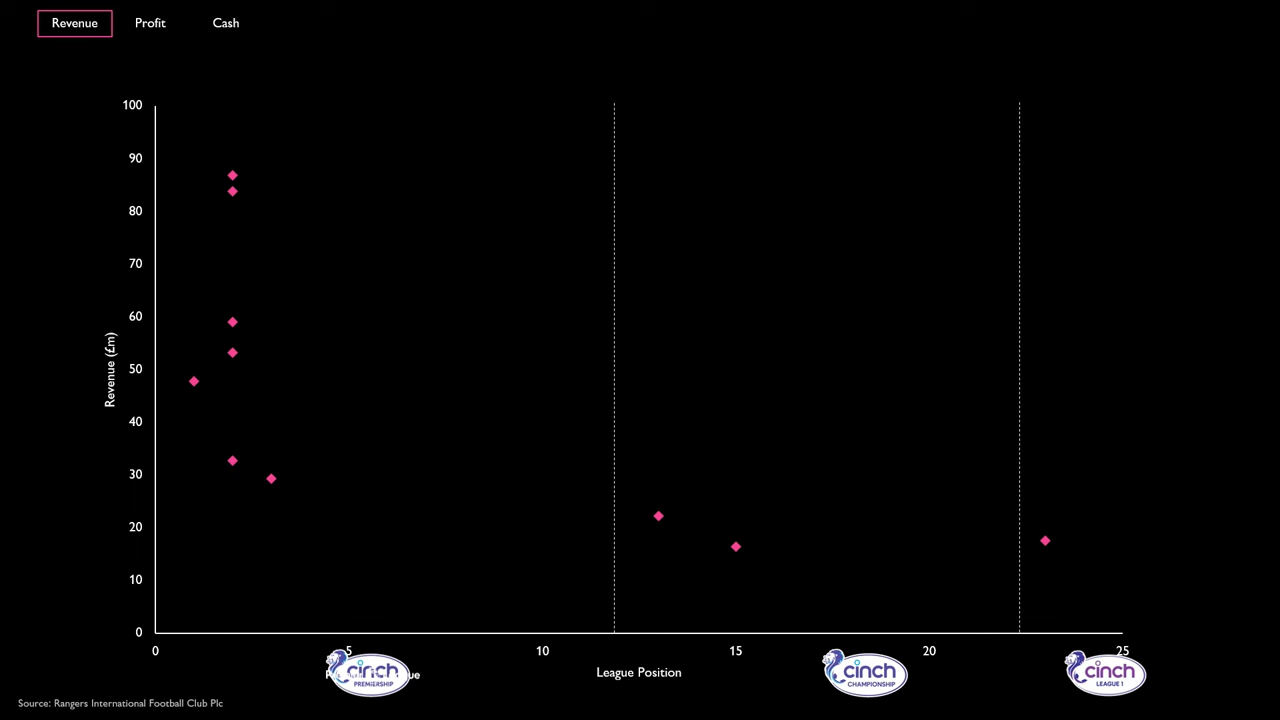 Revenue Profit Cash
100
90
80
70
60
50
40
30
20
10
0
Revenue (£m)
0 5 10 15 20 25
League Position
cinch
PREMIERSHIP
cinch
CHAMPIONSHIP
cinch
LEAGUE 1
Source: Rangers International Football Club Plc